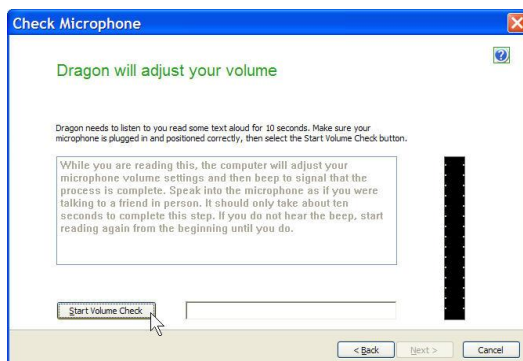 Check Microphone
Dragon will adjust your volume
Dragon needs to listen to you read some text aloud for 10 seconds. Make sure your
microphone is plugged in and positioned correctly, then select the Start Volume Check button.
While you are reading this, the computer will adjust your
microphone volume settings and then beep to signal that the
process is complete. Speak into the microphone as if you were
talking to a friend in person. It should only take about ten
seconds to complete this step. If you do not hear the beep, start
reading again from the beginning until you do.
Start Volume Check
< Back Next > Cancel